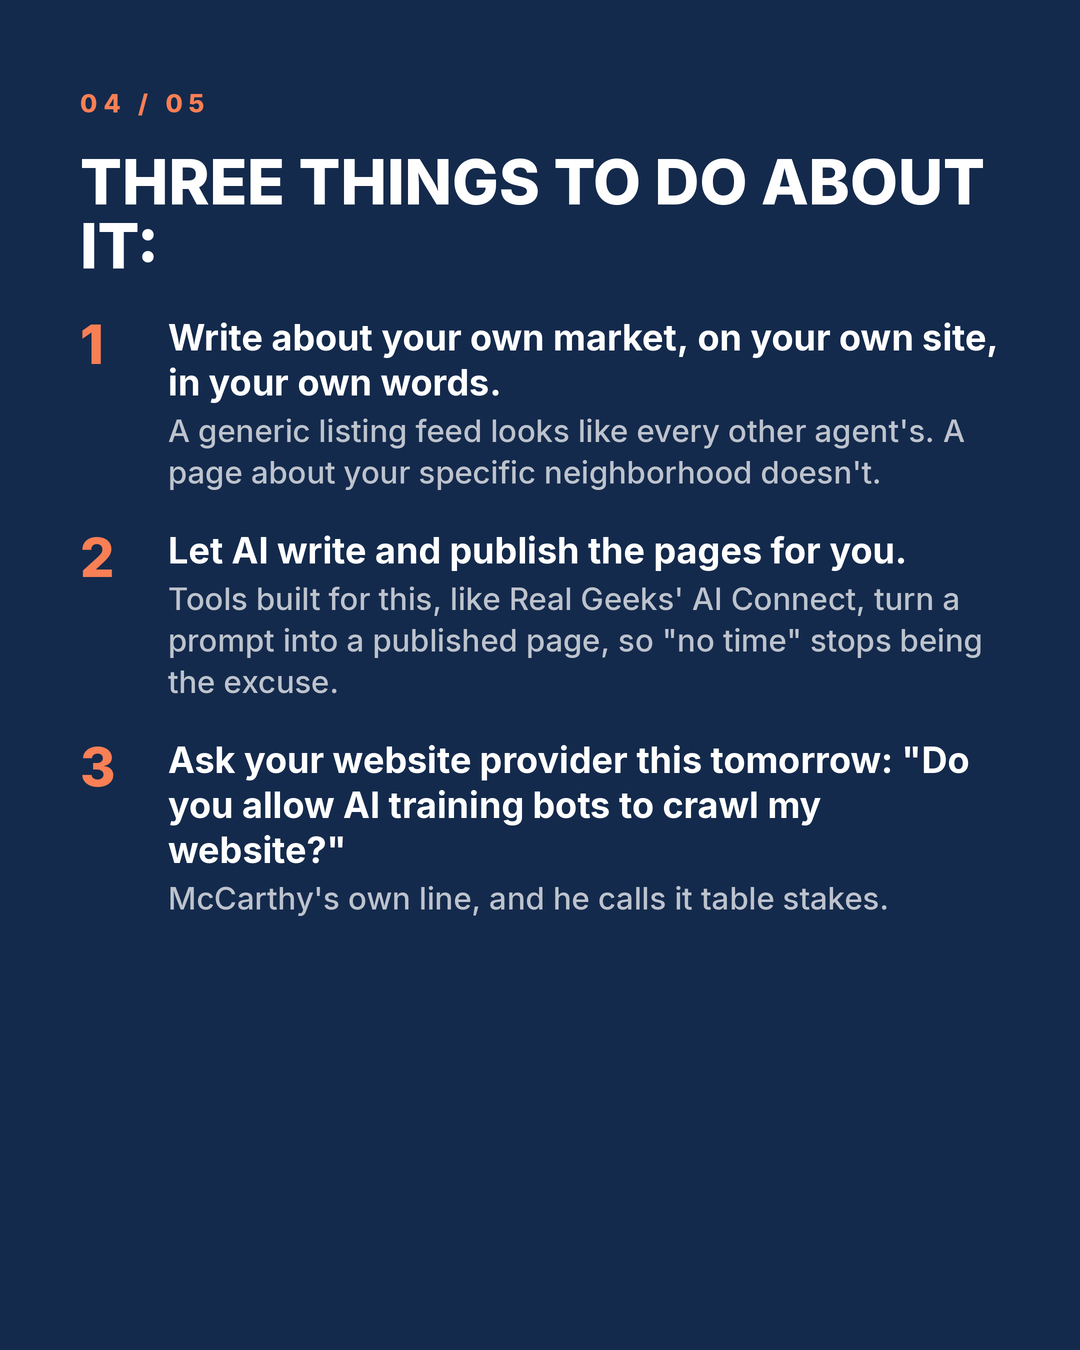 04 / 05
THREE THINGS TO DO ABOUT
IT:
1
Write about your own market, on your own site,
in your own words.
A generic listing feed looks like every other agent's. A
page about your specific neighborhood doesn't.
2
Let AI write and publish the pages for you.
Tools built for this, like Real Geeks' AI Connect, turn a
prompt into a published page, so "no time" stops being
the excuse.
3
Ask your website provider this tomorrow: "Do
you allow AI training bots to crawl my
website?"
McCarthy's own line, and he calls it table stakes.